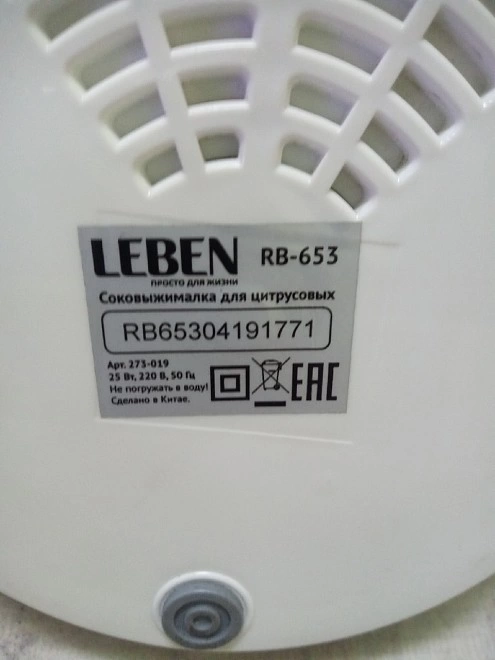 LEBEN RB-653
ПРОСТО ДЛЯ ЖИЗНИ
Соковыжималка для цитрусовых
RB65304191771
Арт. 273-019
25 Вт, 220 В, 50 Гц
Не погружать в воду!
Сделано в Китае.
EAC